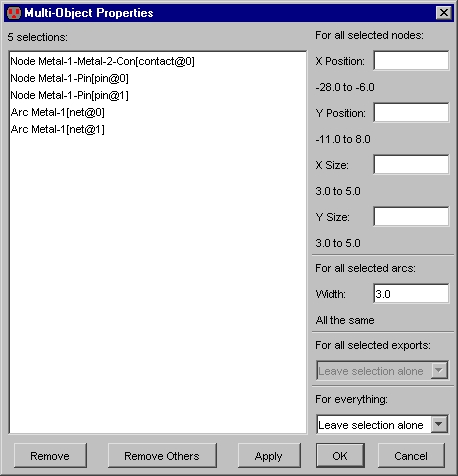 Multi-Object Properties
5 selections:
Node Metal-1-Metal-2-Con[contact@0]
Node Metal-1-Pin[pin@0]
Node Metal-1-Pin[pin@1]
Arc Metal-1[net@0]
Arc Metal-1[net@1]
For all selected nodes:
X Position:
-28.0 to -6.0
Y Position:
-11.0 to 8.0
X Size:
3.0 to 5.0
Y Size:
3.0 to 5.0
For all selected arcs:
Width: 3.0
All the same
For all selected exports:
Leave selection alone
For everything:
Leave selection alone
Remove Remove Others Apply OK Cancel